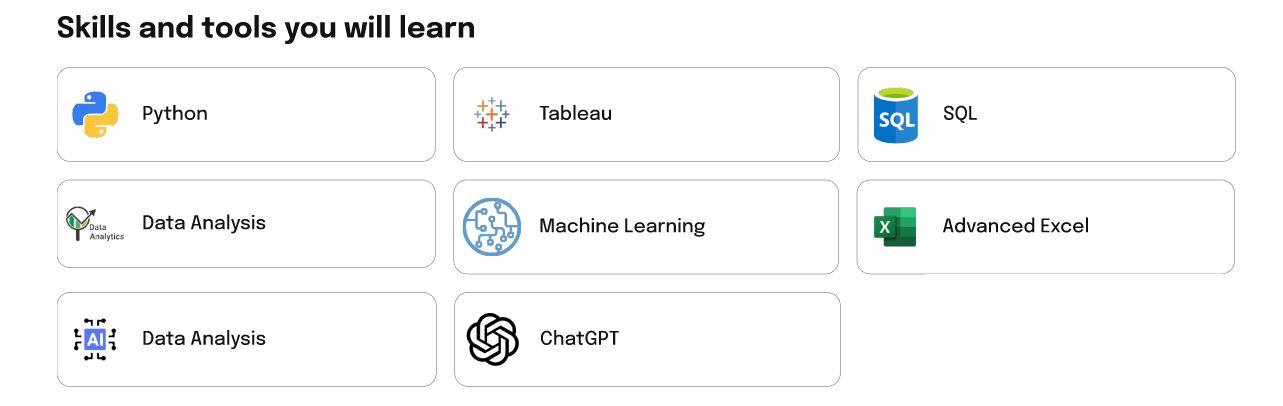 Skills and tools you will learn
Python
Tableau
SQL
SQL
Data
Analytics
Data Analysis
Machine Learning
X
Advanced Excel
AI
Data Analysis
ChatGPT